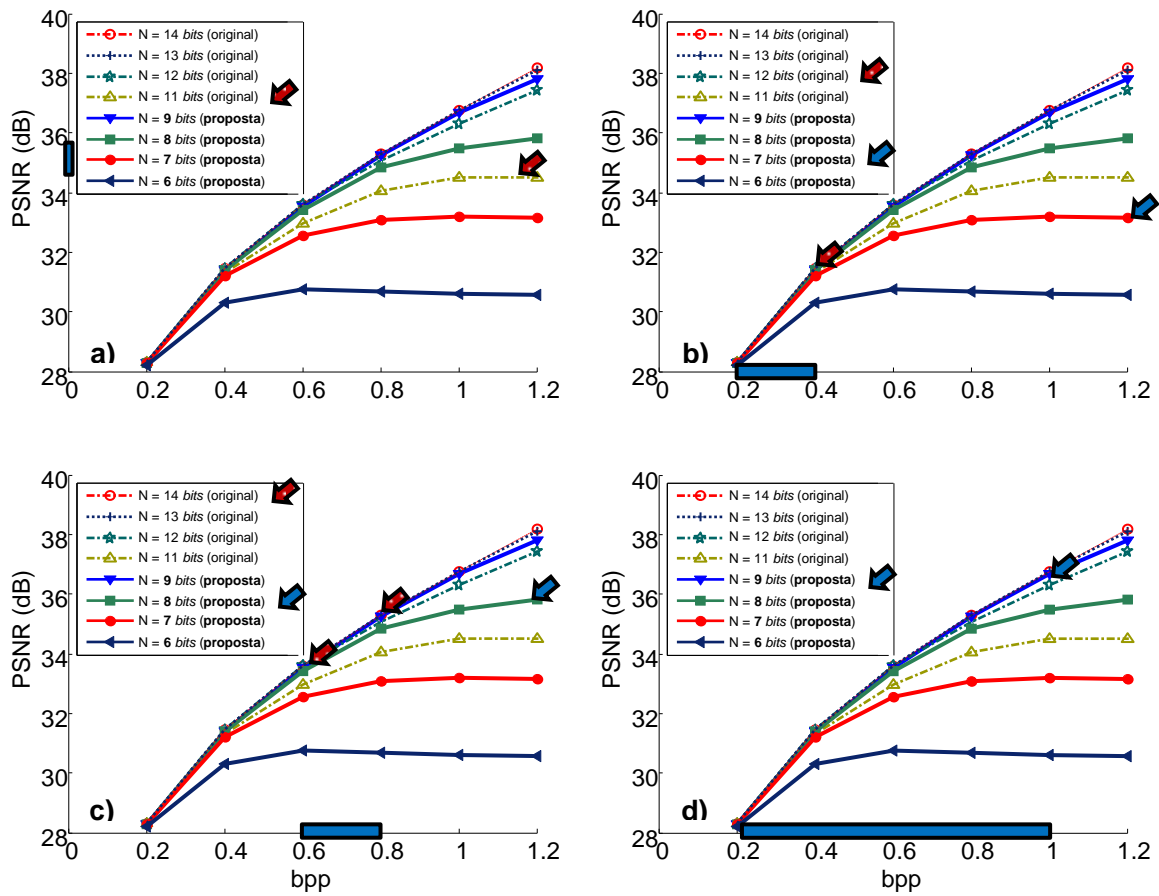 PSNR (dB)
40
38
36
34
32
30
28
N = 14 bits (original)
N = 13 bits (original)
N = 12 bits (original)
N = 11 bits (original)
N = 9 bits (proposta)
N = 8 bits (proposta)
N = 7 bits (proposta)
N = 6 bits (proposta)
a)
0 0.2 0.4 0.6 0.8 1 1.2
PSNR (dB)
40
38
36
34
32
30
28
N = 14 bits (original)
N = 13 bits (original)
N = 12 bits (original)
N = 11 bits (original)
N = 9 bits (proposta)
N = 8 bits (proposta)
N = 7 bits (proposta)
N = 6 bits (proposta)
b)
0 0.2 0.4 0.6 0.8 1 1.2
PSNR (dB)
40
38
36
34
32
30
28
N = 14 bits (original)
N = 13 bits (original)
N = 12 bits (original)
N = 11 bits (original)
N = 9 bits (proposta)
N = 8 bits (proposta)
N = 7 bits (proposta)
N = 6 bits (proposta)
c)
0 0.2 0.4 0.6 0.8 1 1.2
bpp
PSNR (dB)
40
38
36
34
32
30
28
N = 14 bits (original)
N = 13 bits (original)
N = 12 bits (original)
N = 11 bits (original)
N = 9 bits (proposta)
N = 8 bits (proposta)
N = 7 bits (proposta)
N = 6 bits (proposta)
d)
0 0.2 0.4 0.6 0.8 1 1.2
bpp